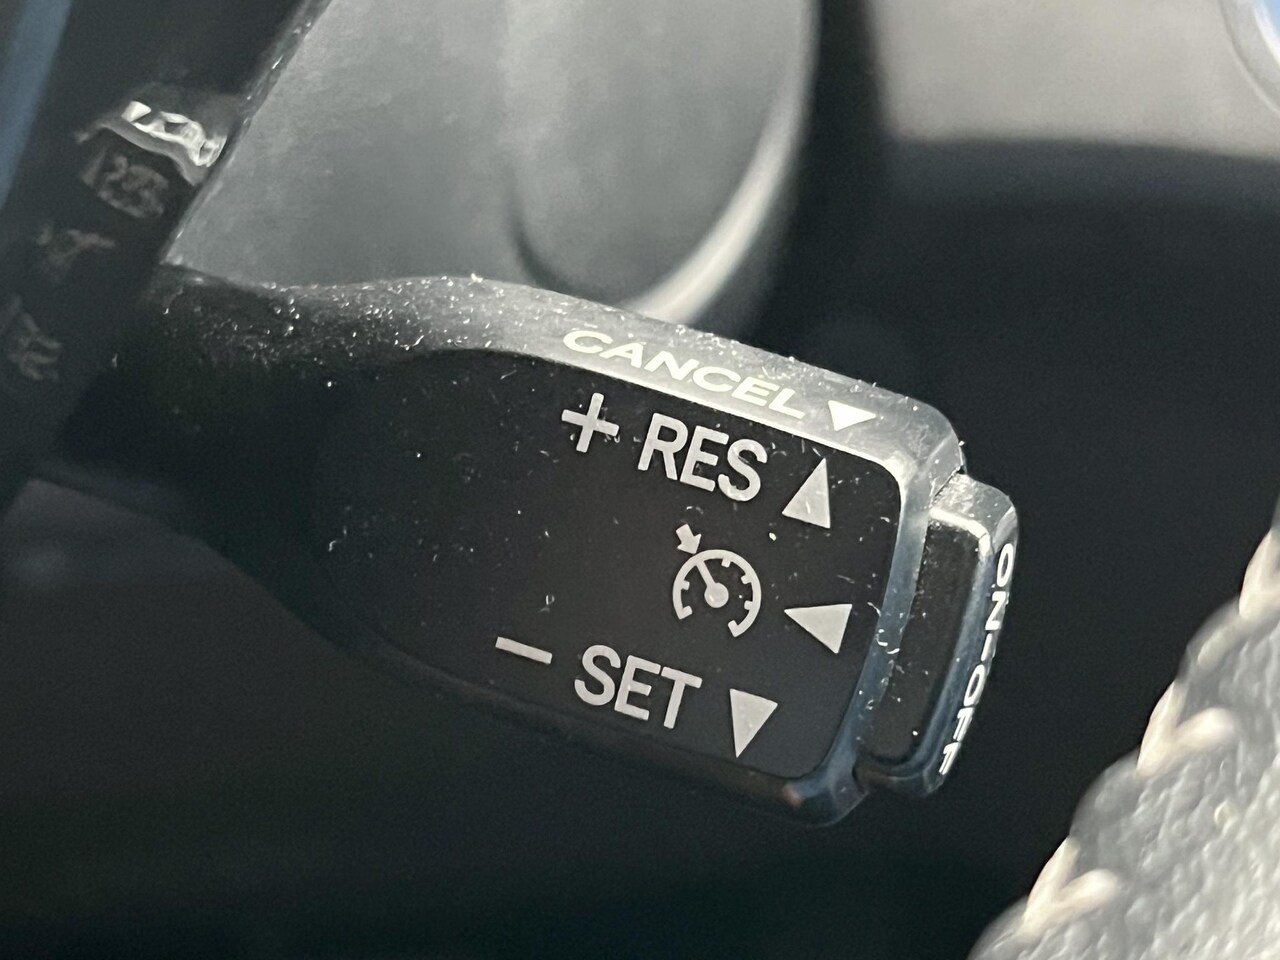 CANCEL
+ RES
- SET
ON-OFF